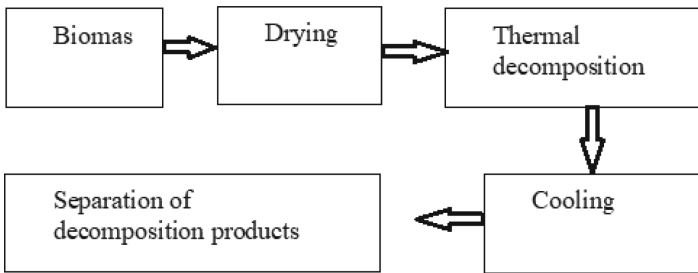 Biomas
Drying
Thermal
decomposition
Cooling
Separation of
decomposition products